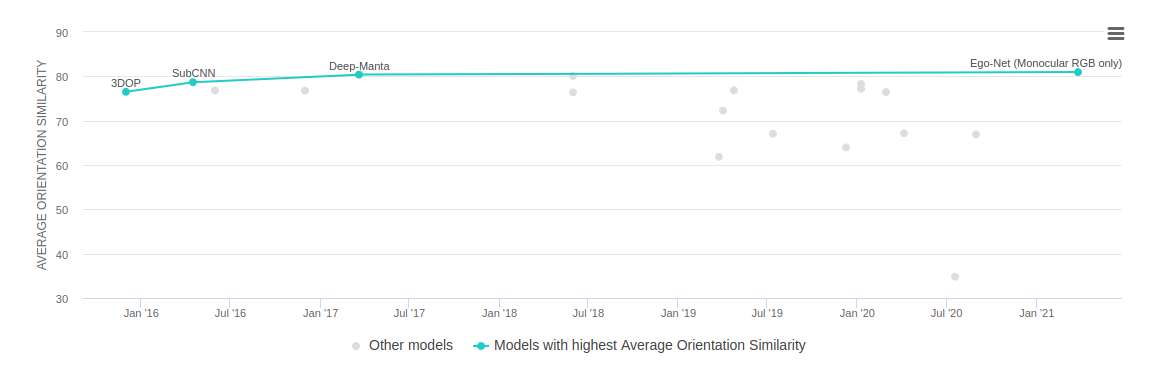 90
80
70
60
50
40
30
AVERAGE ORIENTATION SIMILARITY
3DOP
SubCNN
Deep-Manta
Ego-Net (Monocular RGB only)
Jan '16
Jul '16
Jan '17
Jul '17
Jan '18
Jul '18
Jan '19
Jul '19
Jan '20
Jul '20
Jan '21
Other models
Models with highest Average Orientation Similarity